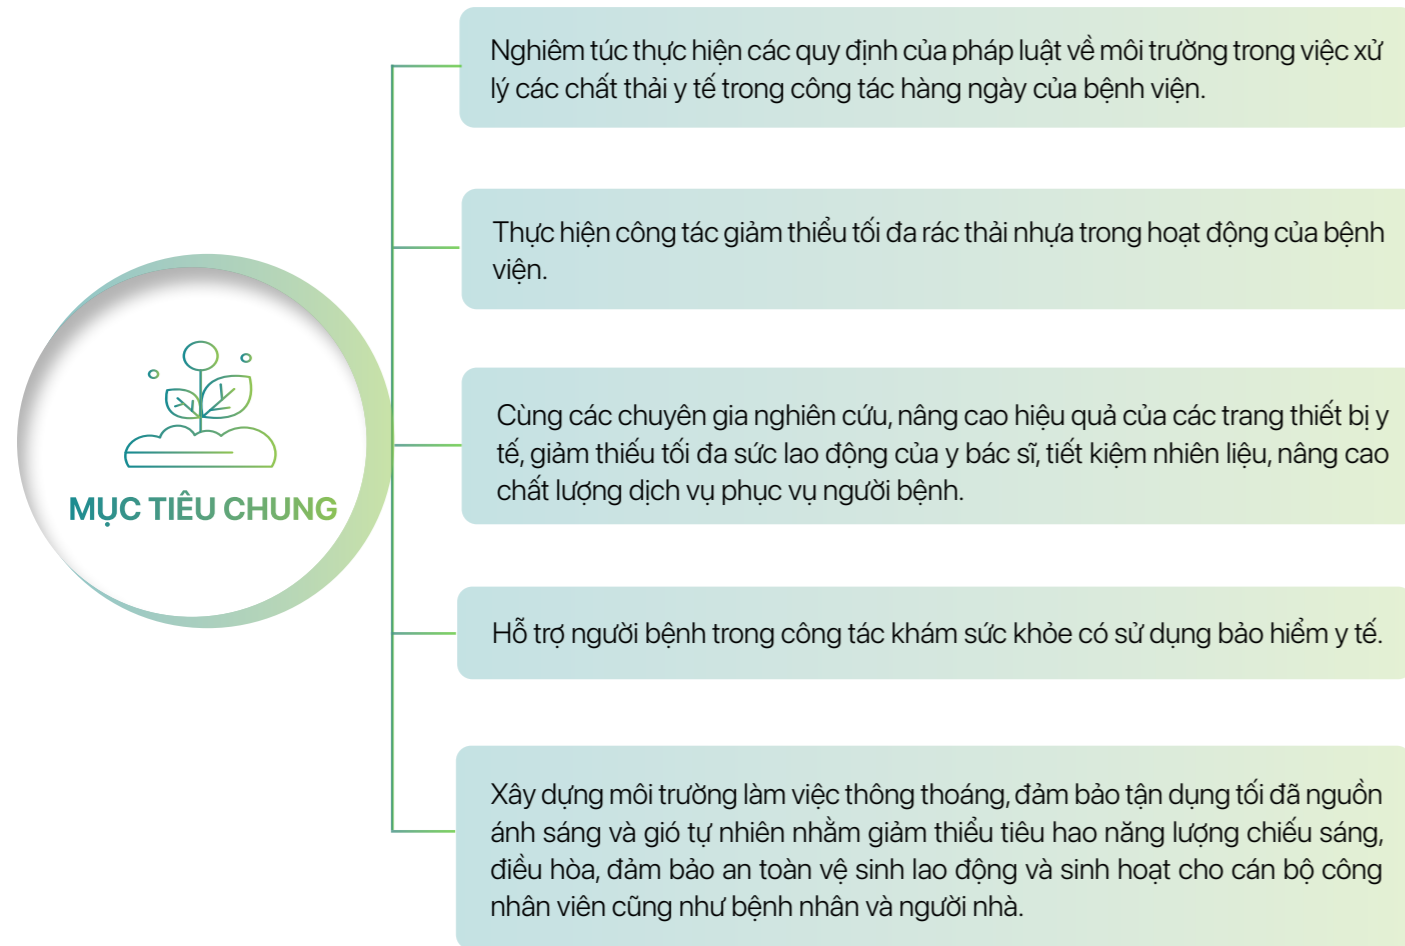 Nghiêm túc thực hiện các quy định của pháp luật về môi trường trong việc xử
lý các chất thải y tế trong công tác hàng ngày của bệnh viện.
Thực hiện công tác giảm thiểu tối đa rác thải nhựa trong hoạt động của bệnh
viện.
MỤC TIÊU CHUNG
Cùng các chuyên gia nghiên cứu, nâng cao hiệu quả của các trang thiết bị y
tế, giảm thiếu tối đa sức lao động của y bác sĩ, tiết kiệm nhiên liệu, nâng cao
chất lượng dịch vụ phục vụ người bệnh.
Hỗ trợ người bệnh trong công tác khám sức khỏe có sử dụng bảo hiểm y tế.
Xây dựng môi trường làm việc thông thoáng, đảm bảo tận dụng tối đã nguồn
ánh sáng và gió tự nhiên nhằm giảm thiểu tiêu hao năng lượng chiếu sáng,
điều hòa, đảm bảo an toàn vệ sinh lao động và sinh hoạt cho cán bộ công
nhân viên cũng như bệnh nhân và người nhà.